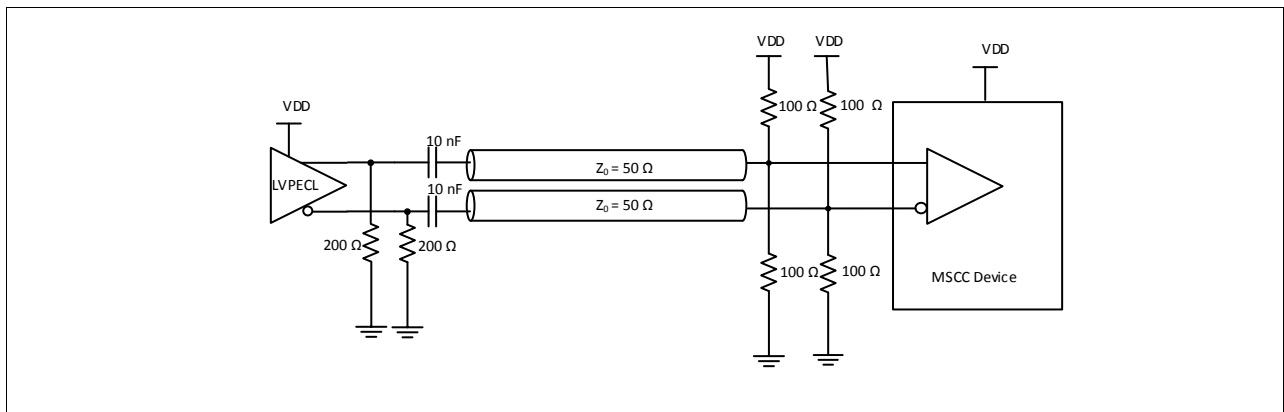 VDD VDD
VDD
100 Ω 100 Ω
VDD
10 nF
LVPECL
Z₀ = 50 Ω
10 nF
Z₀ = 50 Ω
200 Ω 200 Ω
100 Ω 100 Ω
MSCC Device